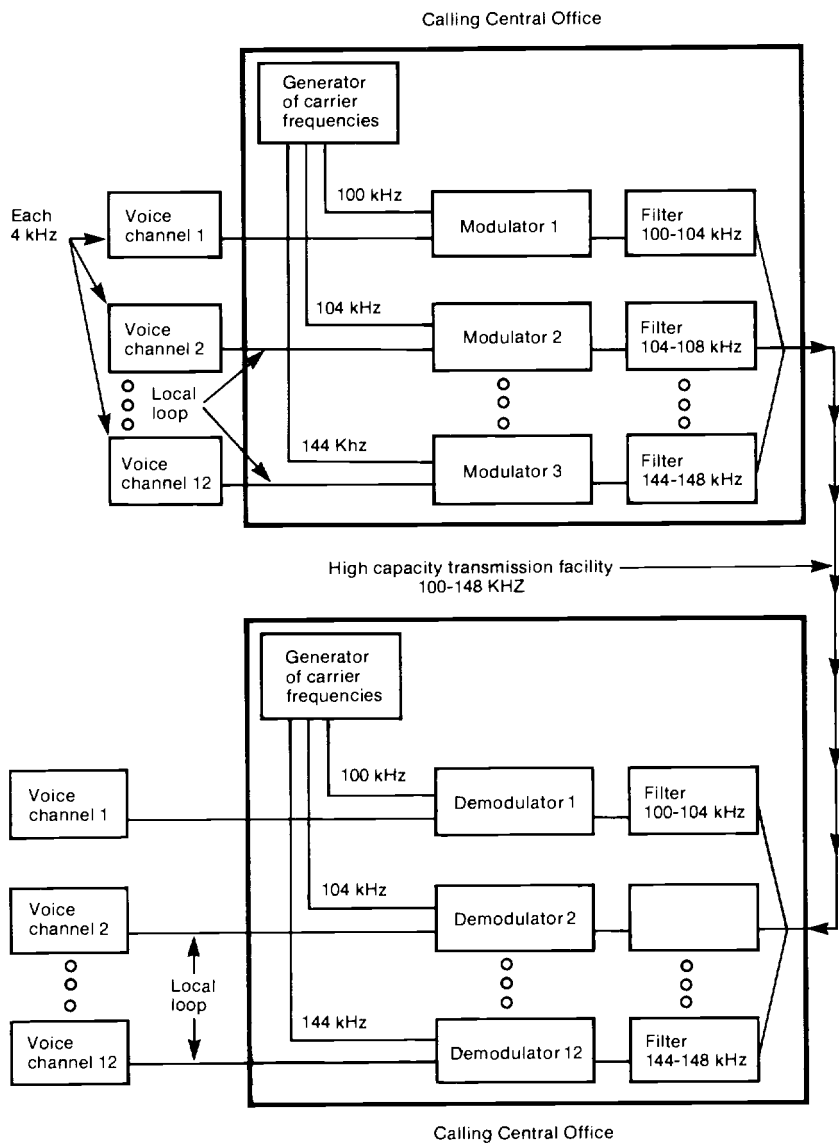 Calling Central Office
Generator
of carrier
frequencies
100 kHz
Each
4 kHz
Voice
channel 1
Modulator 1
Filter
100-104 kHz
104 kHz
Voice
channel 2
Modulator 2
Filter
104-108 kHz
Local
loop
144 Khz
Voice
channel 12
Modulator 3
Filter
144-148 kHz
High capacity transmission facility
100-148 KHZ
Generator
of carrier
frequencies
100 kHz
Voice
channel 1
Demodulator 1
Filter
100-104 kHz
104 kHz
Voice
channel 2
Demodulator 2
Local
loop
144 kHz
Voice
channel 12
Demodulator 12
Filter
144-148 kHz
Calling Central Office